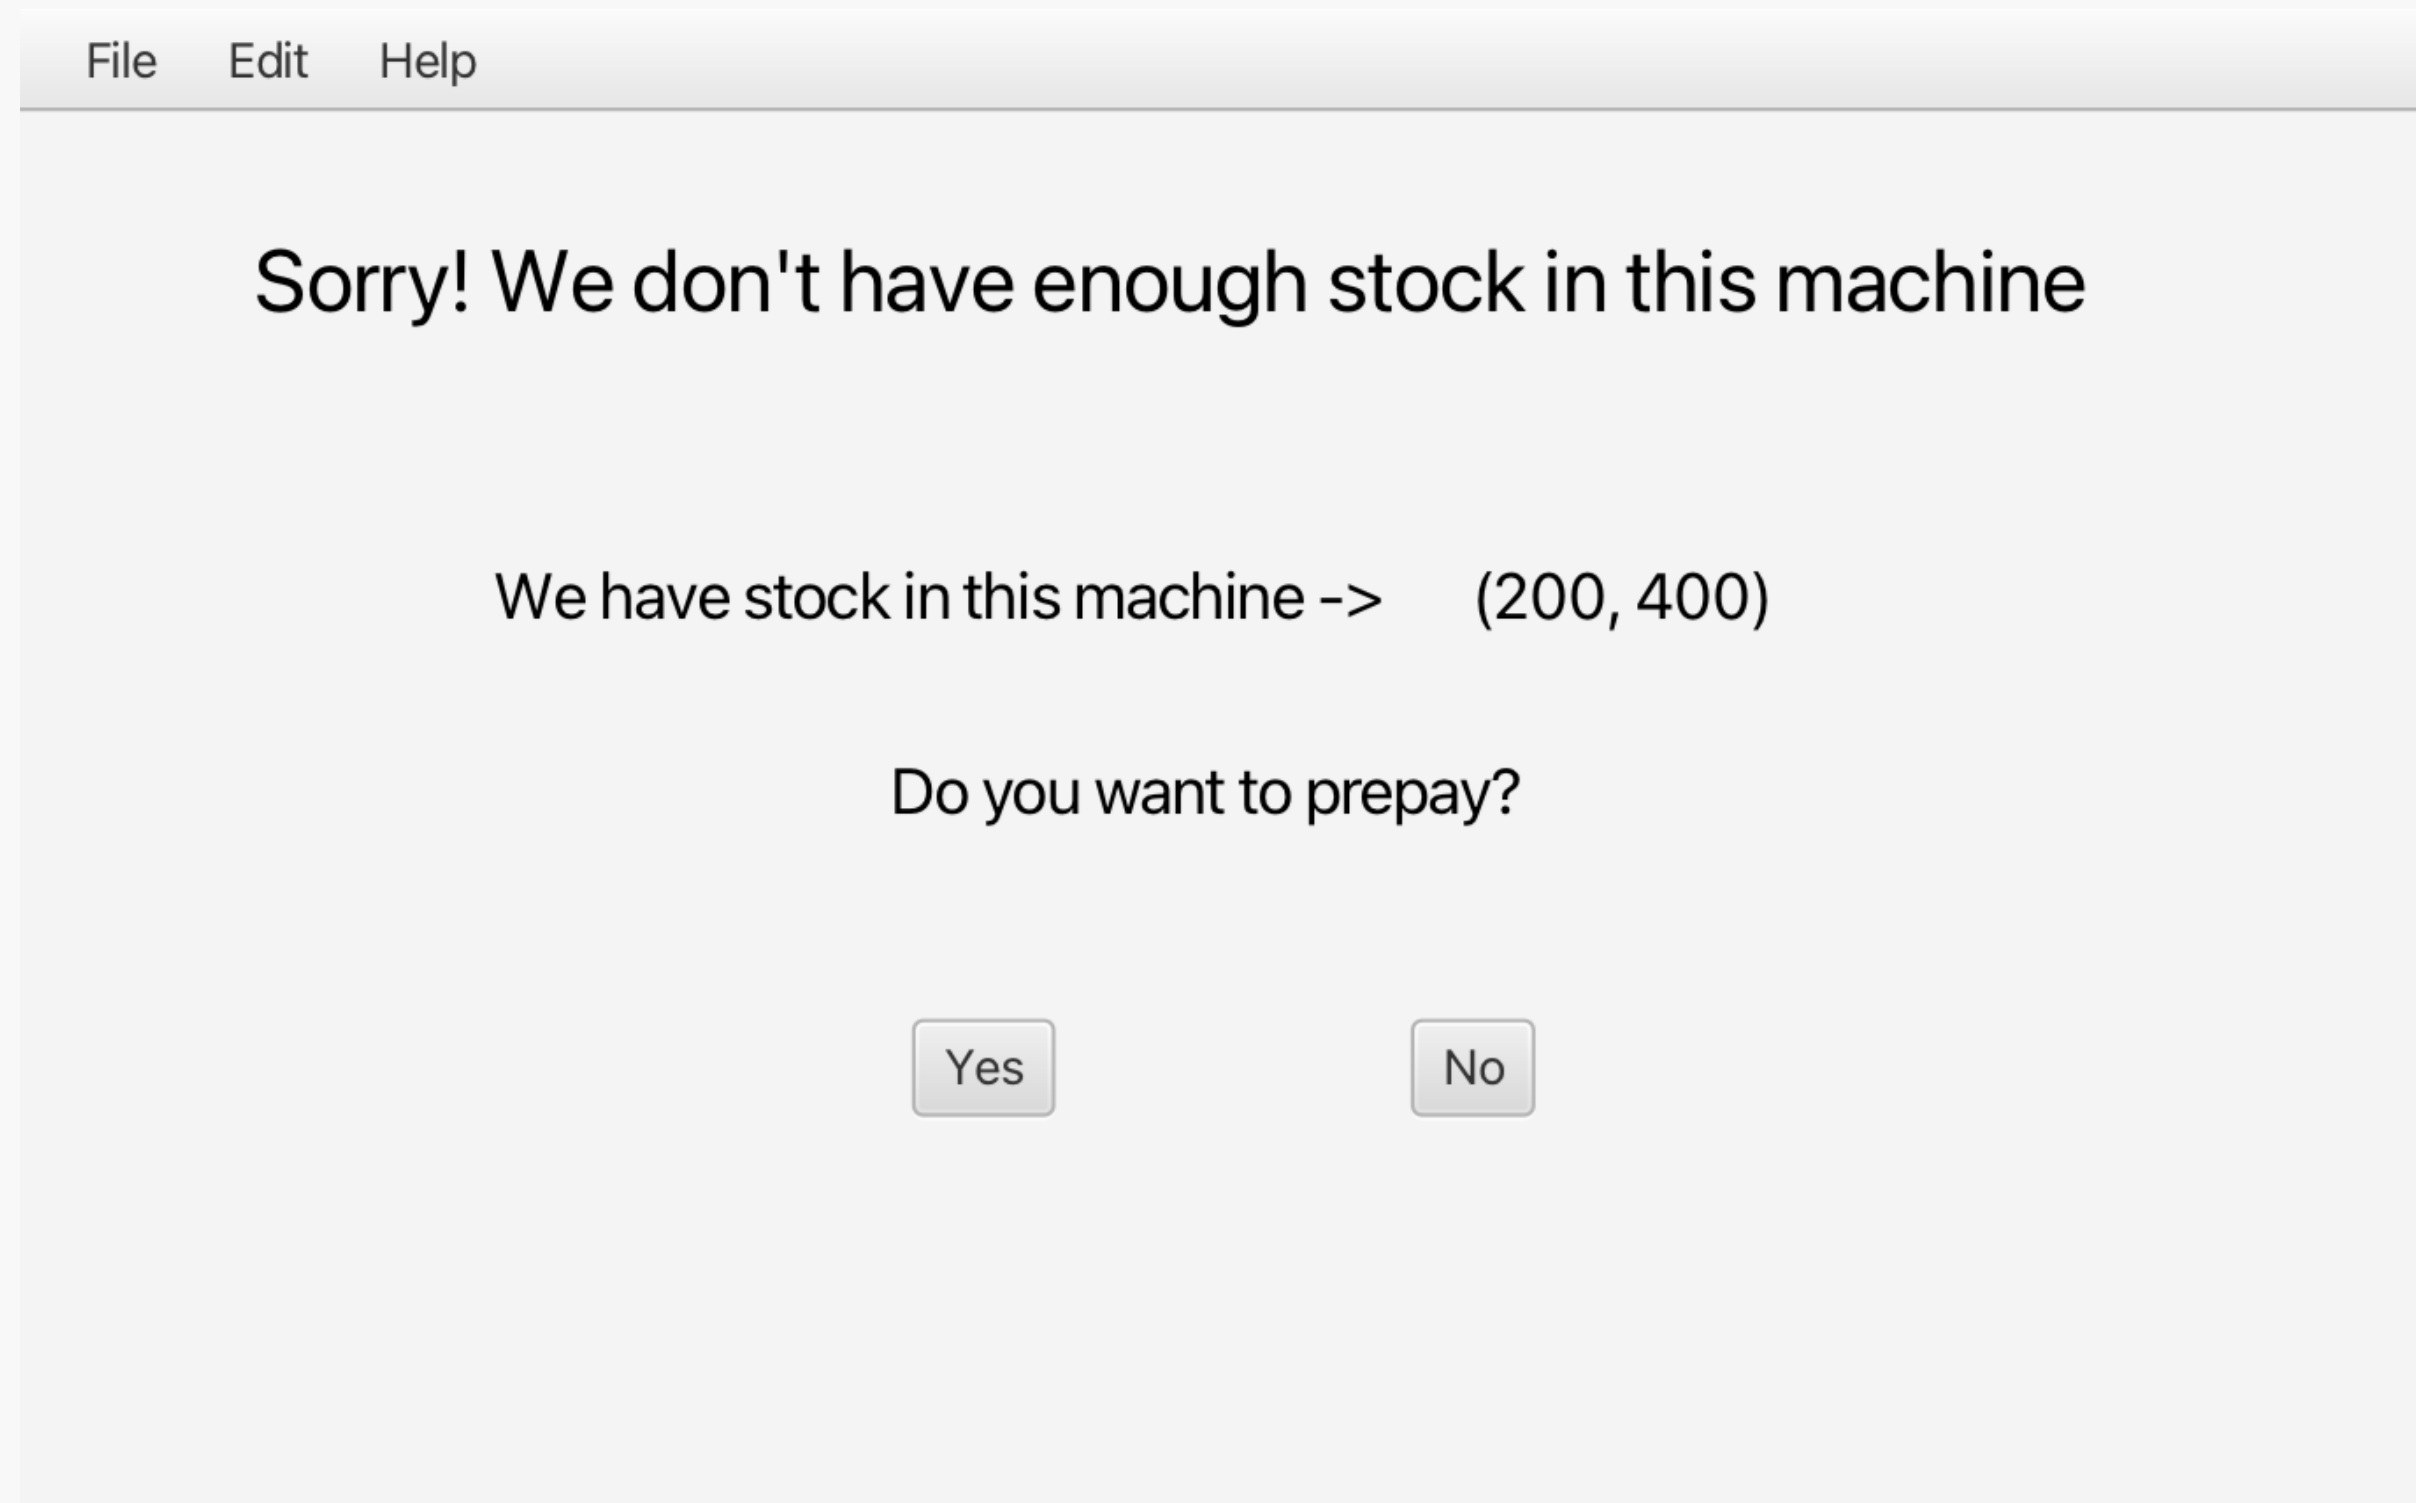 File Edit Help
Sorry! We don't have enough stock in this machine
We have stock in this machine -> (200, 400)
Do you want to prepay?
Yes No